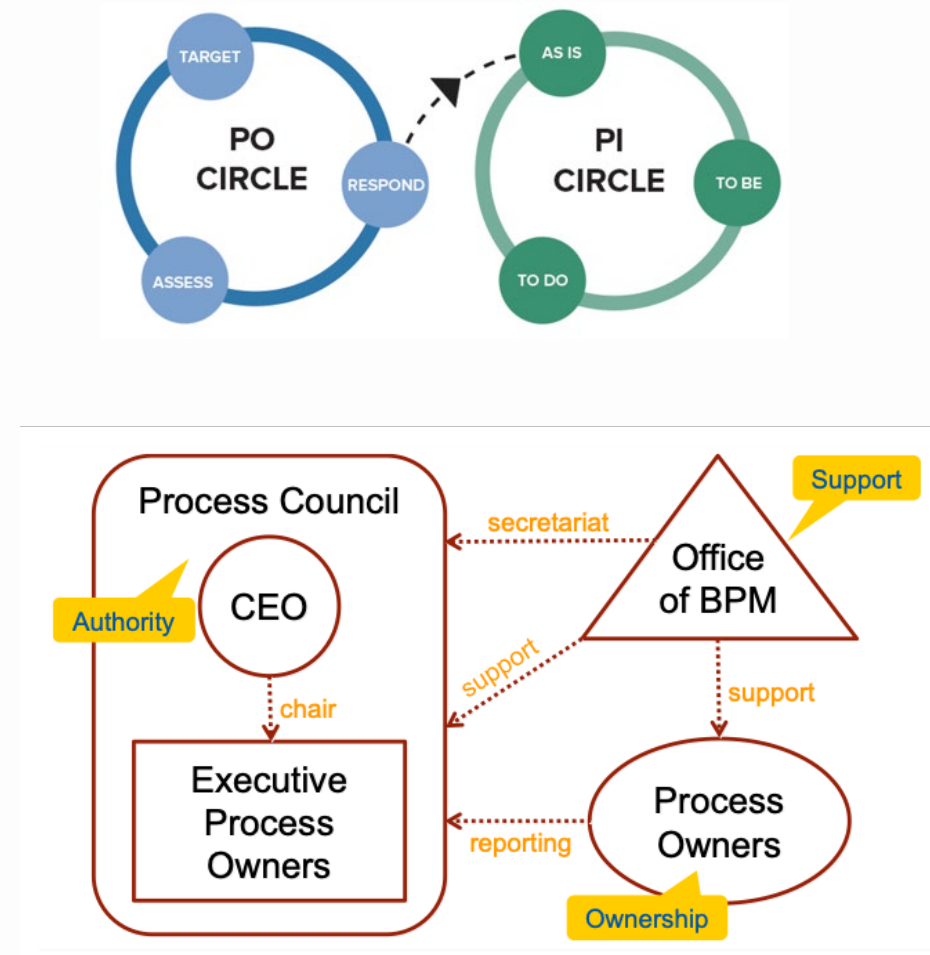 TARGET
PO
CIRCLE
RESPOND
ASSESS
AS IS
PI
CIRCLE
TO BE
TO DO
Process Council
CEO
Authority
chair
Executive
Process
Owners
secretariat
support
Office
of BPM
Support
support
reporting
Process
Owners
Ownership